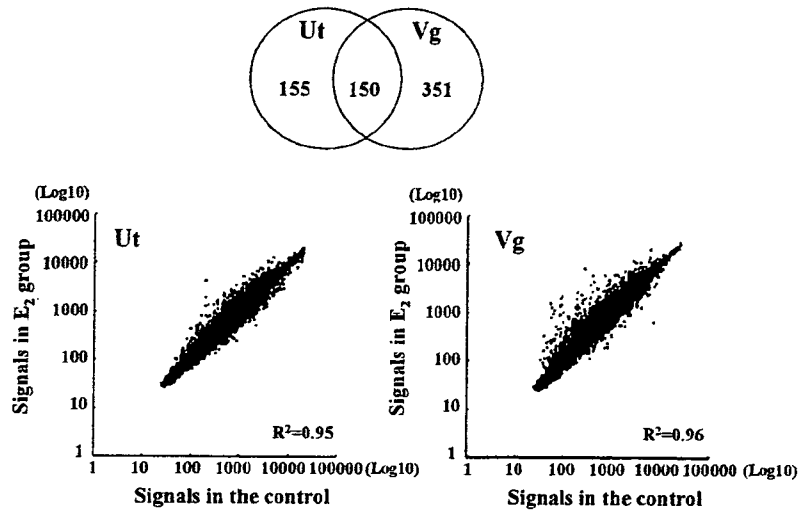 Ut Vg
155 150 351
(Log10)
100000
10000
1000
100
10
1
Ut
Signals in E2 group
R2=0.95
1 10 100 1000 10000 100000 (Log10)
Signals in the control
(Log10)
100000
10000
1000
100
10
1
Vg
Signals in E2 group
R2=0.96
1 10 100 1000 10000 100000 (Log10)
Signals in the control